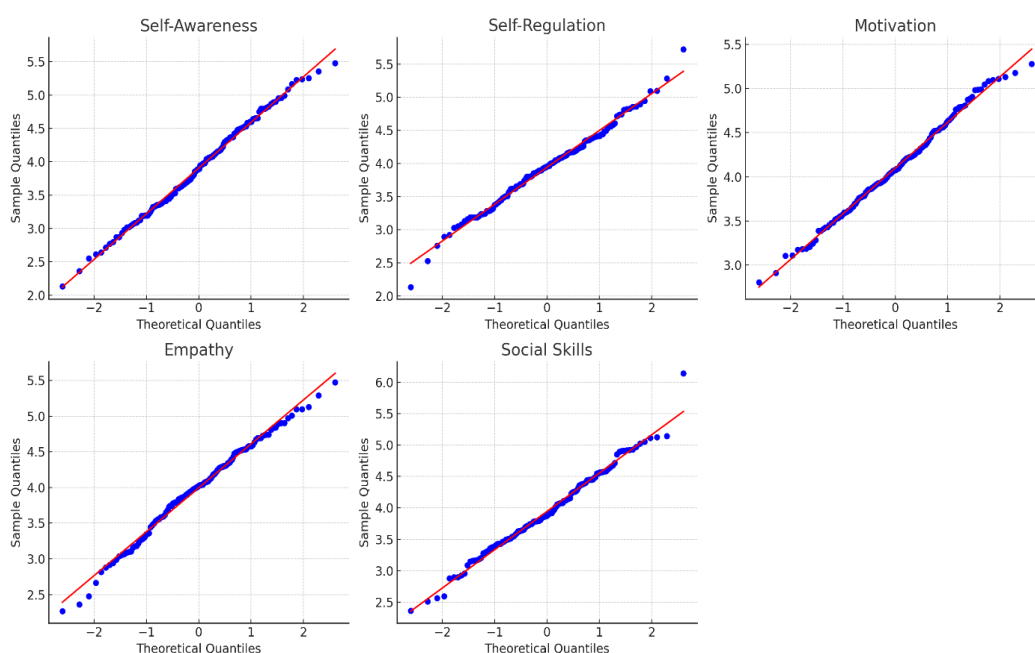 Self-Awareness
Sample Quantiles
5.5
5.0
4.5
4.0
3.5
3.0
2.5
2.0
−2 −1 0 1 2
Theoretical Quantiles
Self-Regulation
Sample Quantiles
5.5
5.0
4.5
4.0
3.5
3.0
2.5
2.0
−2 −1 0 1 2
Theoretical Quantiles
Motivation
Sample Quantiles
5.5
5.0
4.5
4.0
3.5
3.0
−2 −1 0 1 2
Theoretical Quantiles
Empathy
Sample Quantiles
5.5
5.0
4.5
4.0
3.5
3.0
2.5
−2 −1 0 1 2
Theoretical Quantiles
Social Skills
Sample Quantiles
6.0
5.5
5.0
4.5
4.0
3.5
3.0
2.5
2.0
−2 −1 0 1 2
Theoretical Quantiles